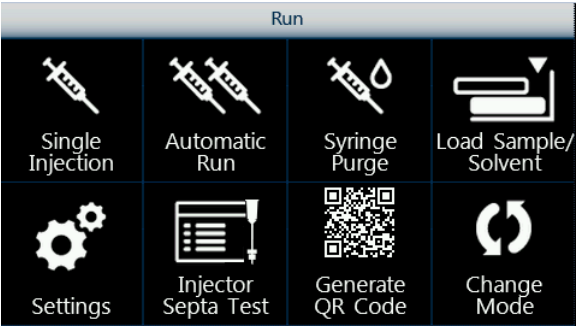 Run
Single
Injection
Automatic
Run
Syringe
Purge
Load Sample/
Solvent
Settings
Injector
Septa Test
Generate
QR Code
Change
Mode